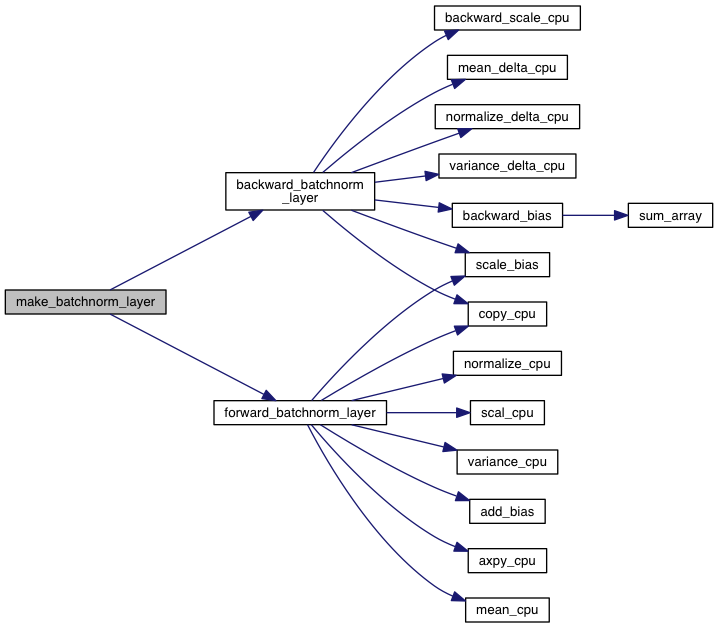 backward_scale_cpu
mean_delta_cpu
normalize_delta_cpu
variance_delta_cpu
backward_batchnorm
_layer
backward_bias
sum_array
scale_bias
make_batchnorm_layer
copy_cpu
normalize_cpu
forward_batchnorm_layer
scal_cpu
variance_cpu
add_bias
axpy_cpu
mean_cpu